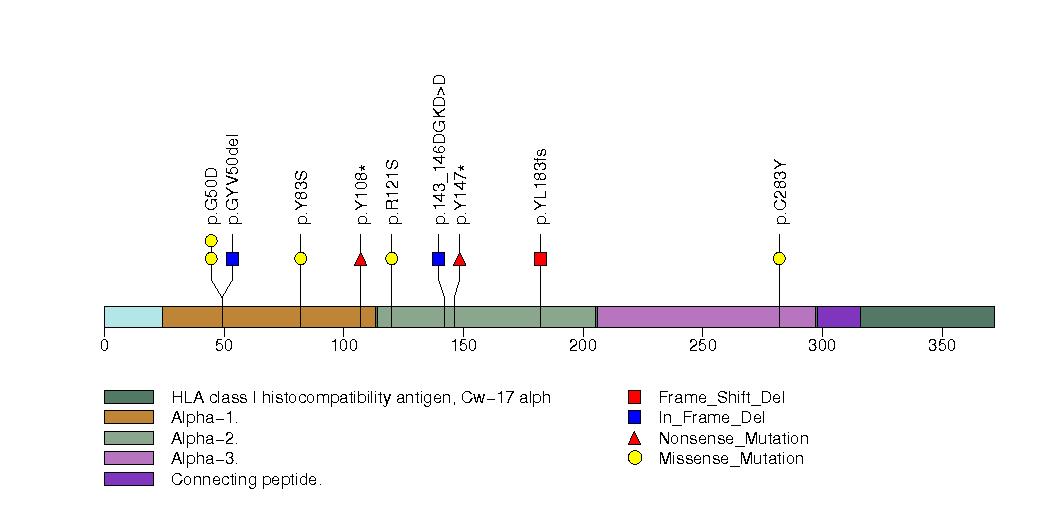 p.G50D
p.GYV50del
p.Y83S
p.Y108*
p.R121S
p.143_146DGKD>D
p.Y147*
p.YL183fs
p.C283Y
0 50 100 150 200 250 300 350
HLA class I histocompatibility antigen, Cw-17 alph
Alpha-1.
Alpha-2.
Alpha-3.
Connecting peptide.
Frame_Shift_Del
In_Frame_Del
Nonsense_Mutation
Missense_Mutation